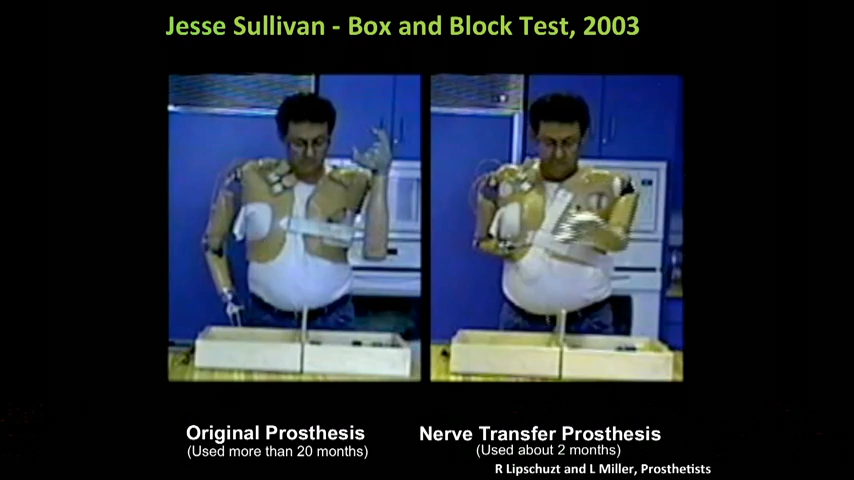 Jesse Sullivan - Box and Block Test, 2003
Original Prosthesis
(Used more than 20 months)
Nerve Transfer Prosthesis
(Used about 2 months)
R Lipschuzt and L Miller, Prosthetists